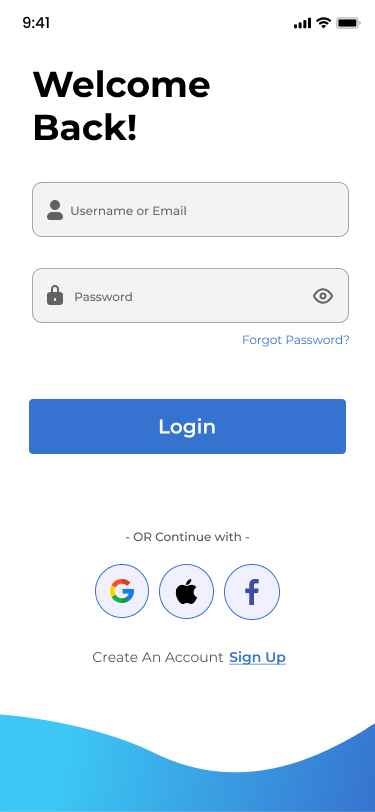 9:41
Welcome
Back!
Username or Email
Password
Forgot Password?
Login
- OR Continue with -
Create An Account Sign Up